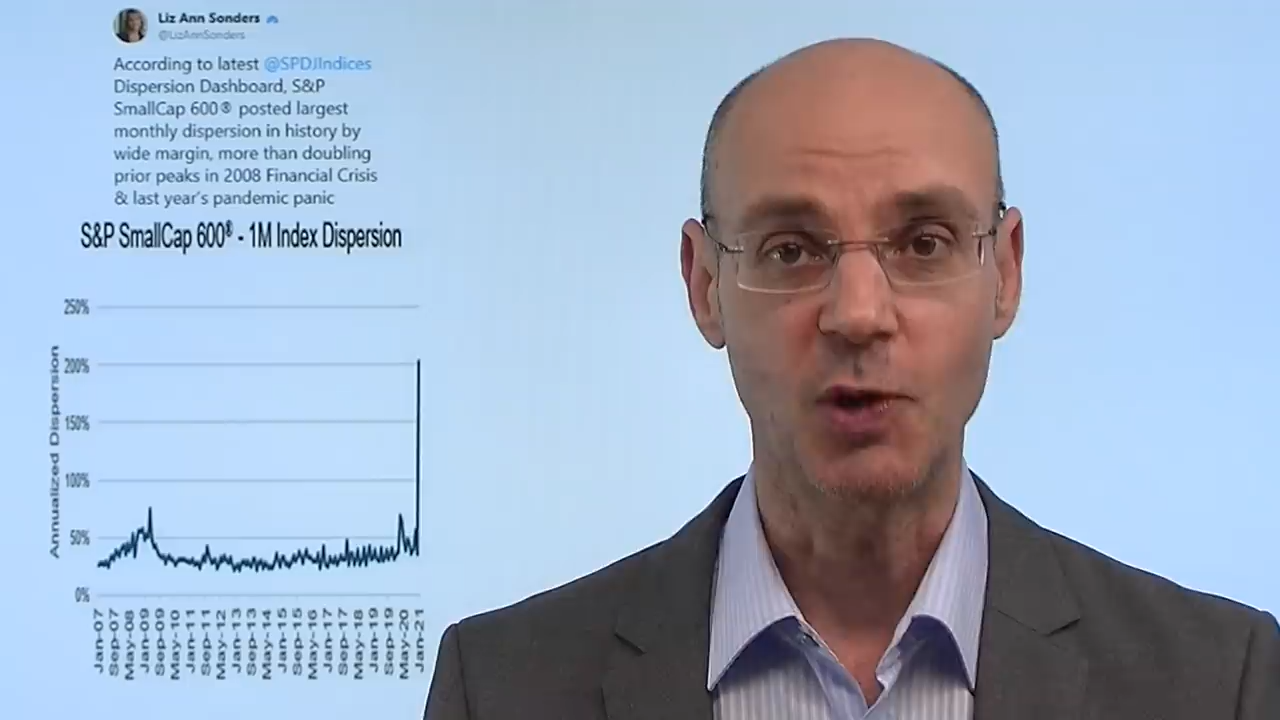 Liz Ann Sonders
@LizAnnSonders
According to latest @SPDJIndices
Dispersion Dashboard, S&P
SmallCap 600® posted largest
monthly dispersion in history by
wide margin, more than doubling
prior peaks in 2008 Financial Crisis
& last year's pandemic panic
S&P SmallCap 600® - 1M Index Dispersion
Annualized Dispersion
250%
200%
150%
100%
50%
0%
Jan-07
Sep-07
May-08
Jan-09
Sep-09
May-10
Jan-11
Sep-11
May-12
Jan-13
Sep-13
May-14
Jan-15
Sep-15
May-16
Jan-17
Sep-17
May-18
Jan-19
Sep-19
May-20
Jan-21